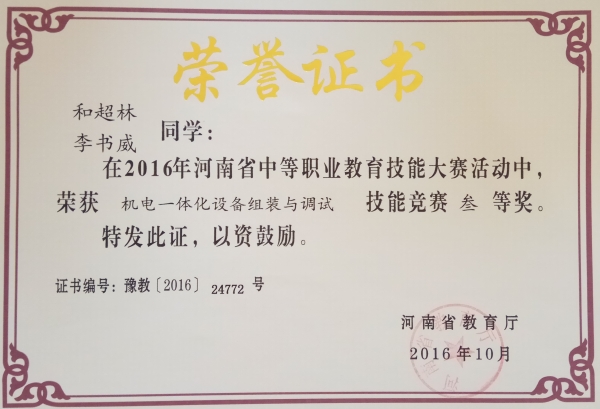 荣誉证书
和超林
李书威 同学：
在2016年河南省中等职业教育技能大赛活动中，
荣获 机电一体化设备组装与调试 技能竞赛 叁 等奖。
特发此证，以资鼓励。
证书编号：豫教〔2016〕 24772 号
河南省教育厅
2016年10月